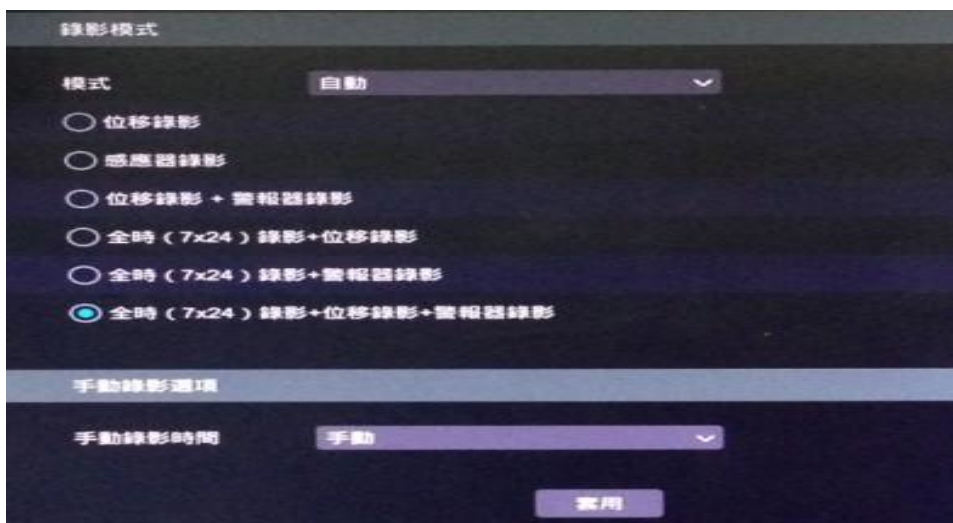 錄影模式
模式 自動
位移錄影
感應器錄影
位移錄影 + 警報器錄影
全時 ( 7x24 ) 錄影+位移錄影
全時 ( 7x24 ) 錄影+警報器錄影
全時 ( 7x24 ) 錄影+位移錄影+警報器錄影
手動錄影選項
手動錄影時間 手動
套用